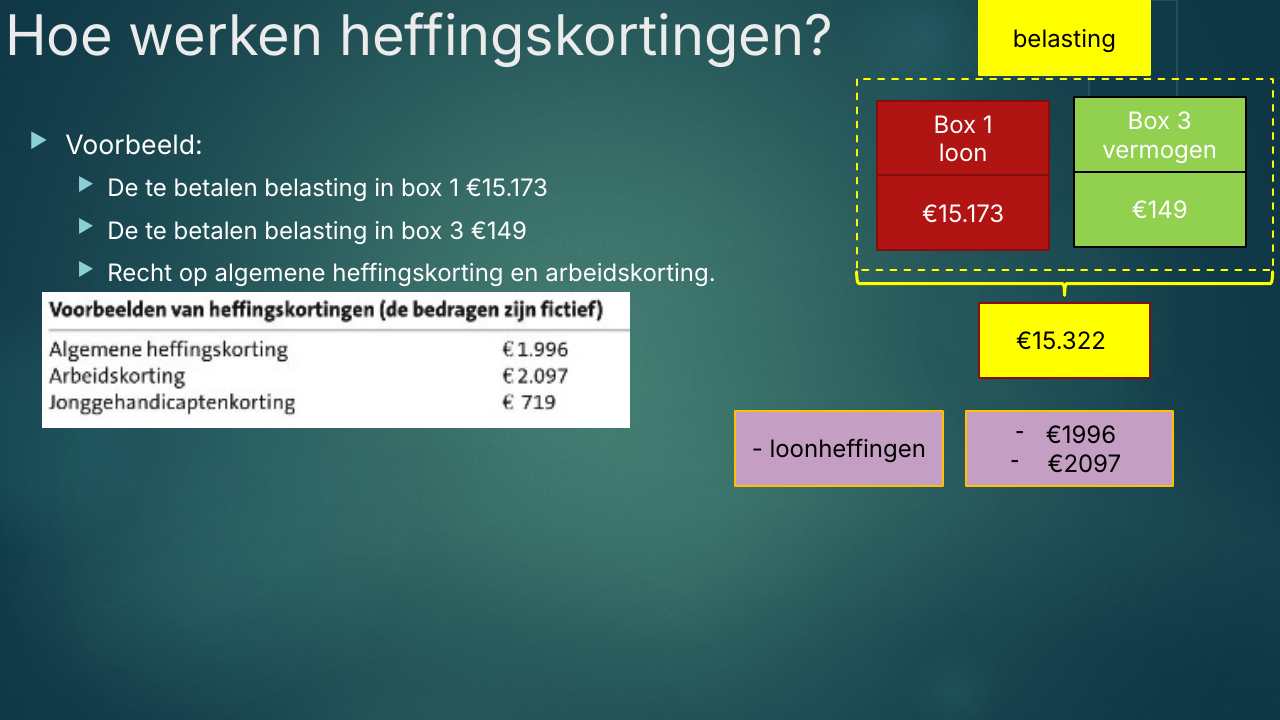 Hoe werken heffingskortingen?
belasting
Voorbeeld:
De te betalen belasting in box 1 €15.173
De te betalen belasting in box 3 €149
Recht op algemene heffingskorting en arbeidskorting.
Voorbeelden van heffingskortingen (de bedragen zijn fictief)
Algemene heffingskorting € 1.996
Arbeidskorting € 2.097
Jonggehandicaptenkorting € 719
Box 1
loon
€15.173
Box 3
vermogen
€149
€15.322
- loonheffingen
- €1996
- €2097